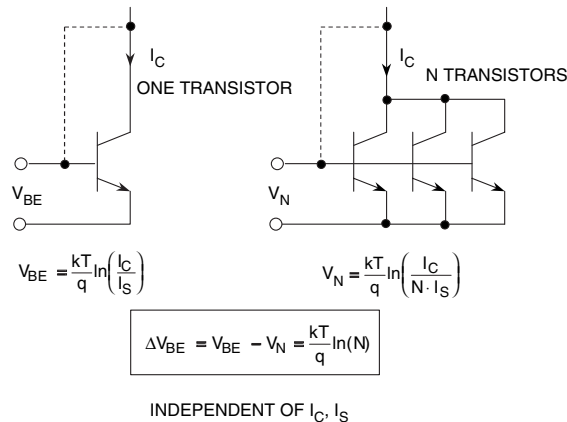 I_C
ONE TRANSISTOR
V_BE
V_BE = kT/q ln(I_C/I_S)
I_C
N TRANSISTORS
V_N
V_N = kT/q ln(I_C/N · I_S)
ΔV_BE = V_BE − V_N = kT/q ln(N)
INDEPENDENT OF I_C, I_S